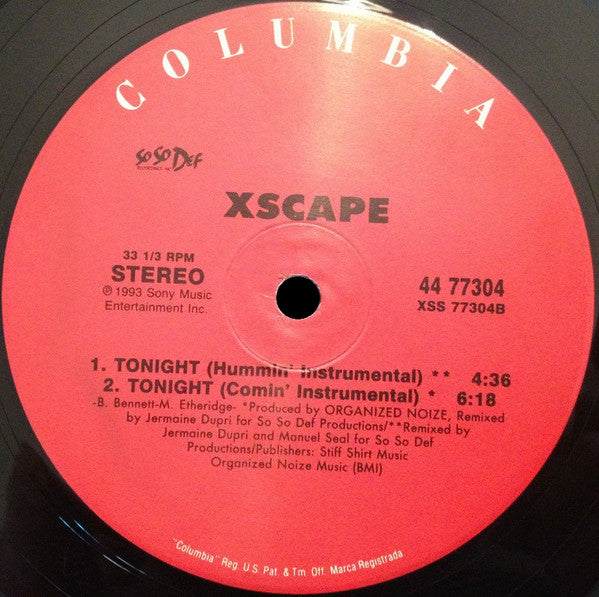 COLUMBIA
SO SO DEF
RECORDINGS INC.
XSCAPE
33 1/3 RPM
STEREO
℗1993 Sony Music
Entertainment Inc.
44 77304
XSS 77304B
1. TONIGHT (Hummin' Instrumental) ** 4:36
2. TONIGHT (Comin' Instrumental) * 6:18
-B. Bennett-M. Etheridge- *Produced by ORGANIZED NOIZE, Remixed
by Jermaine Dupri for So So Def Productions/**Remixed by
Jermaine Dupri and Manuel Seal for So So Def
Productions/Publishers: Stiff Shirt Music
Organized Noize Music (BMI)
"Columbia" Reg. U.S. Pat. & Tm. Off. Marca Registrada